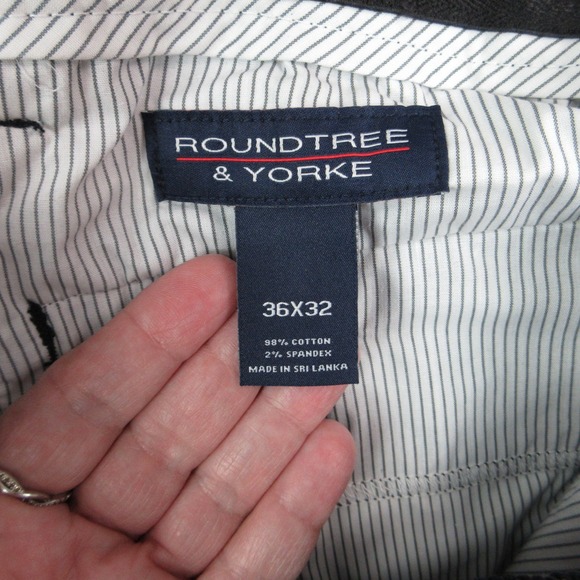 ROUNDTREE
& YORKE
36X32
98% COTTON
2% SPANDEX
MADE IN SRI LANKA